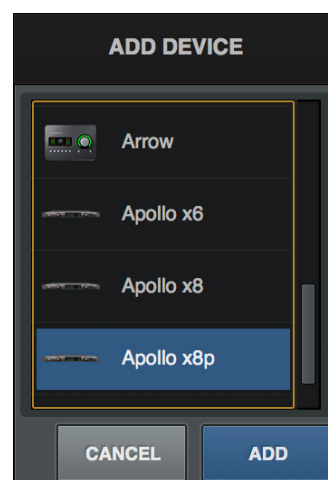 ADD DEVICE
Arrow
Apollo x6
Apollo x8
Apollo x8p
CANCEL
ADD